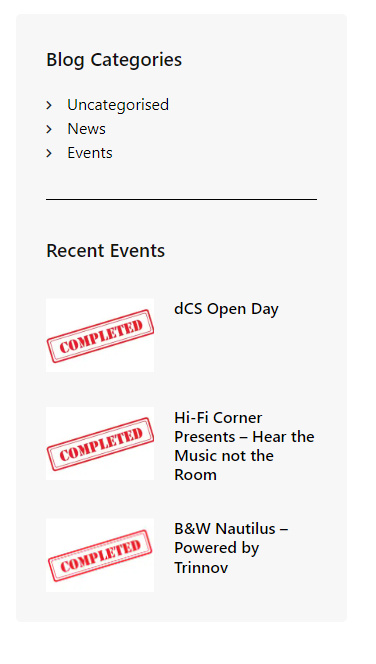 Blog Categories
Uncategorised
News
Events
Recent Events
COMPLETED
dCS Open Day
COMPLETED
Hi-Fi Corner
Presents – Hear the
Music not the
Room
COMPLETED
B&W Nautilus –
Powered by
Trinnov